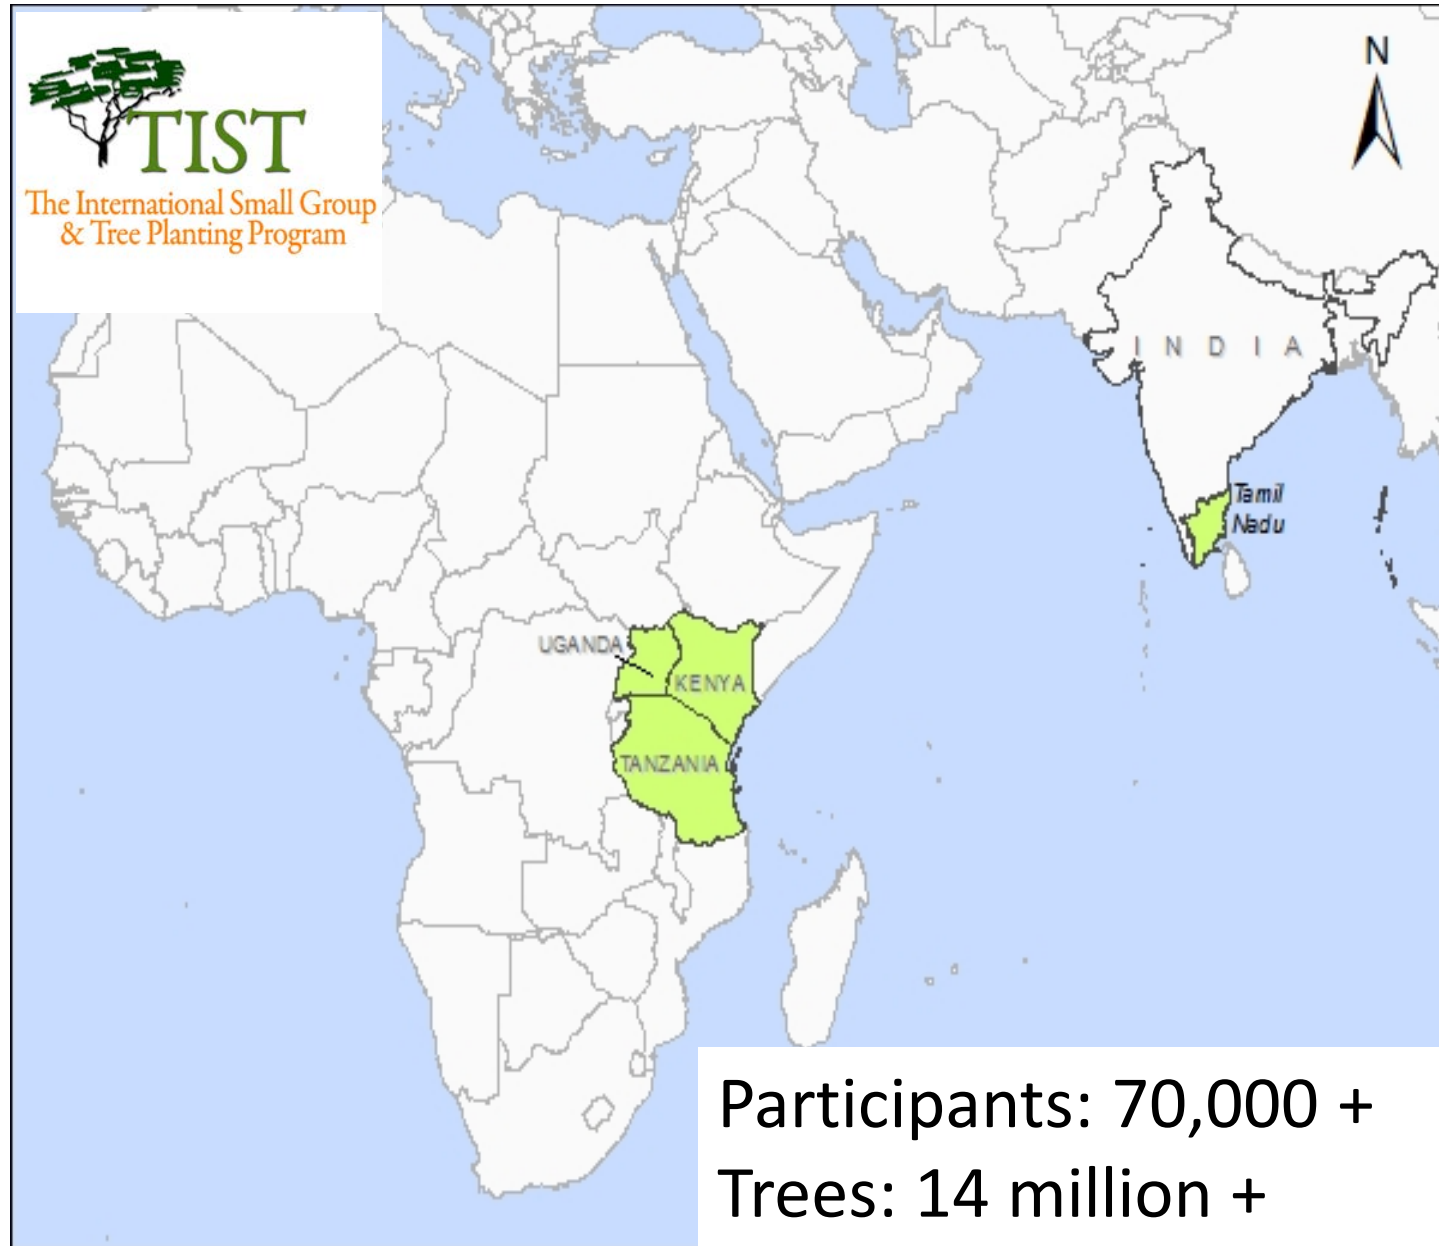 TIST
The International Small Group
& Tree Planting Program
N
I N D I A
Tamil
Nadu
UGANDA
KENYA
TANZANIA
Participants: 70,000 +
Trees: 14 million +